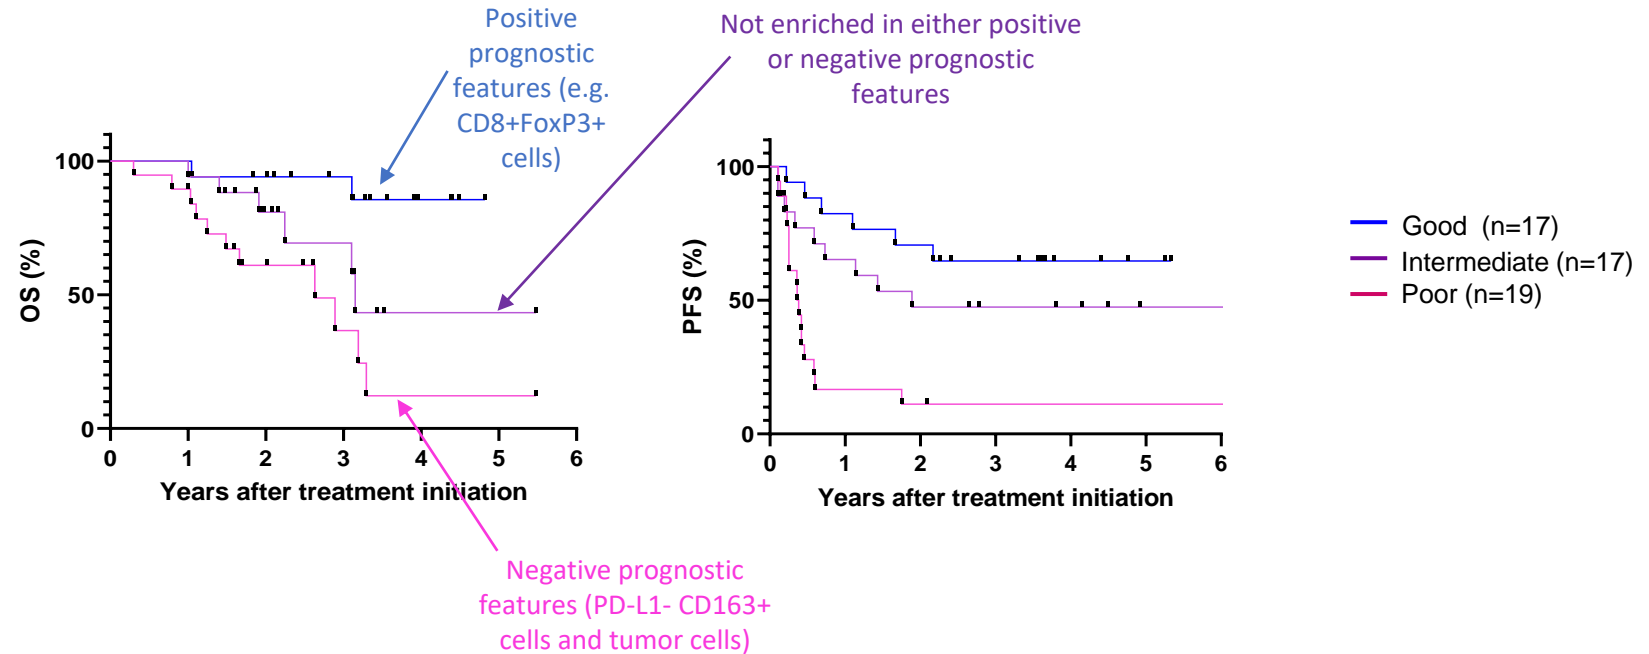 Positive
prognostic
features (e.g.
CD8+FoxP3+
cells)
Not enriched in either positive
or negative prognostic
features
100
50
0
OS (%)
0 1 2 3 4 5 6
Years after treatment initiation
Negative prognostic
features (PD-L1- CD163+
cells and tumor cells)
100
50
0
PFS (%)
0 1 2 3 4 5 6
Years after treatment initiation
Good (n=17)
Intermediate (n=17)
Poor (n=19)